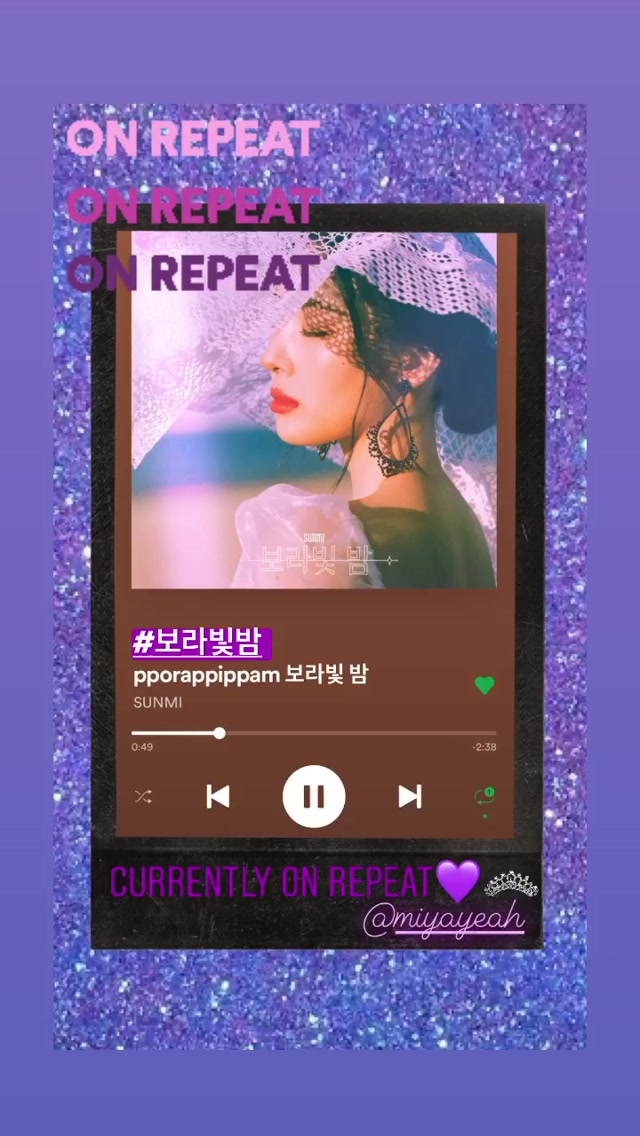 ON REPEAT
ON REPEAT
ON REPEAT
SUNMI
보라빛 밤
#보라빛밤
pporappippam 보라빛 밤
SUNMI
0:49
-2:38
1
CURRENTLY ON REPEAT💜
@miyayeah